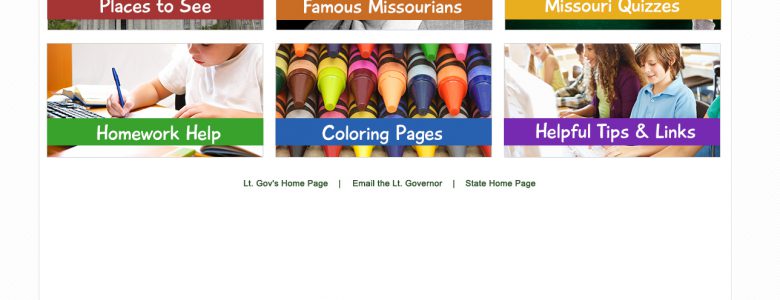 Places to See
Famous Missourians
Missouri Quizzes
Homework Help
Coloring Pages
Helpful Tips & Links
Lt. Gov's Home Page | Email the Lt. Governor | State Home Page